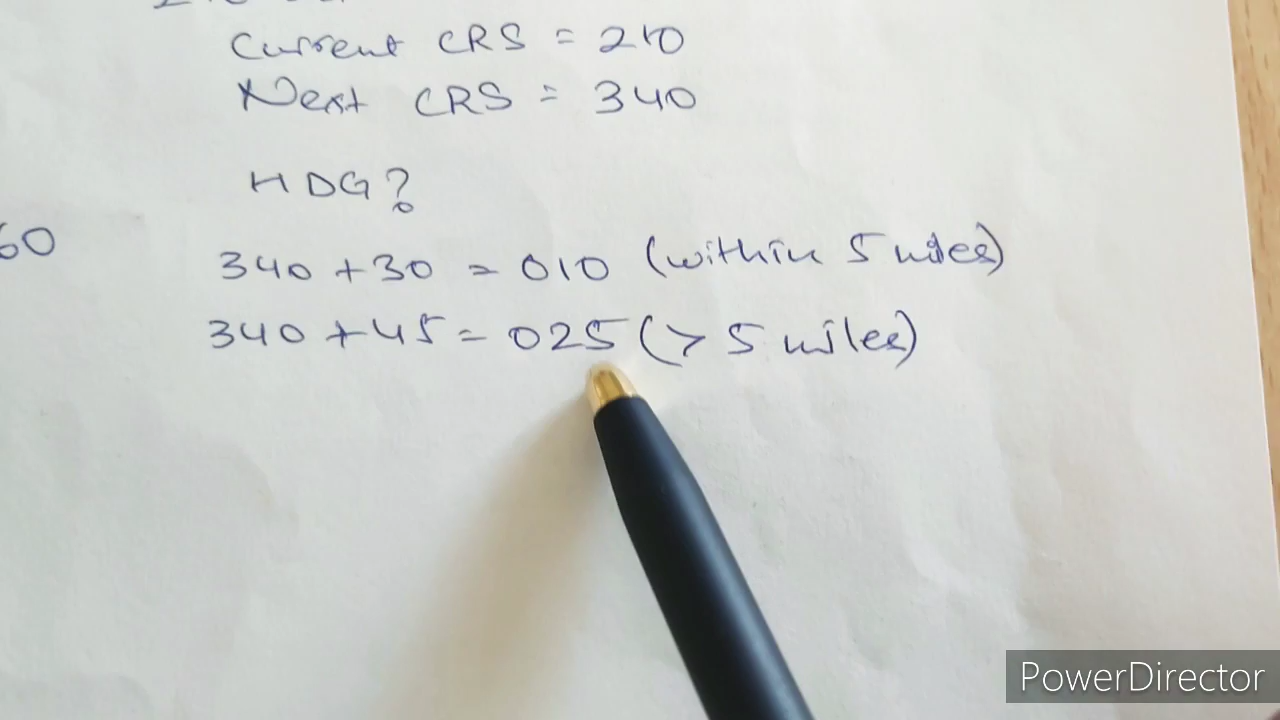 Current CRS = 210
Next CRS = 340
HDG?
60
340 + 30 = 010 (within 5 miles)
340 + 45 = 025 (> 5 miles)
PowerDirector